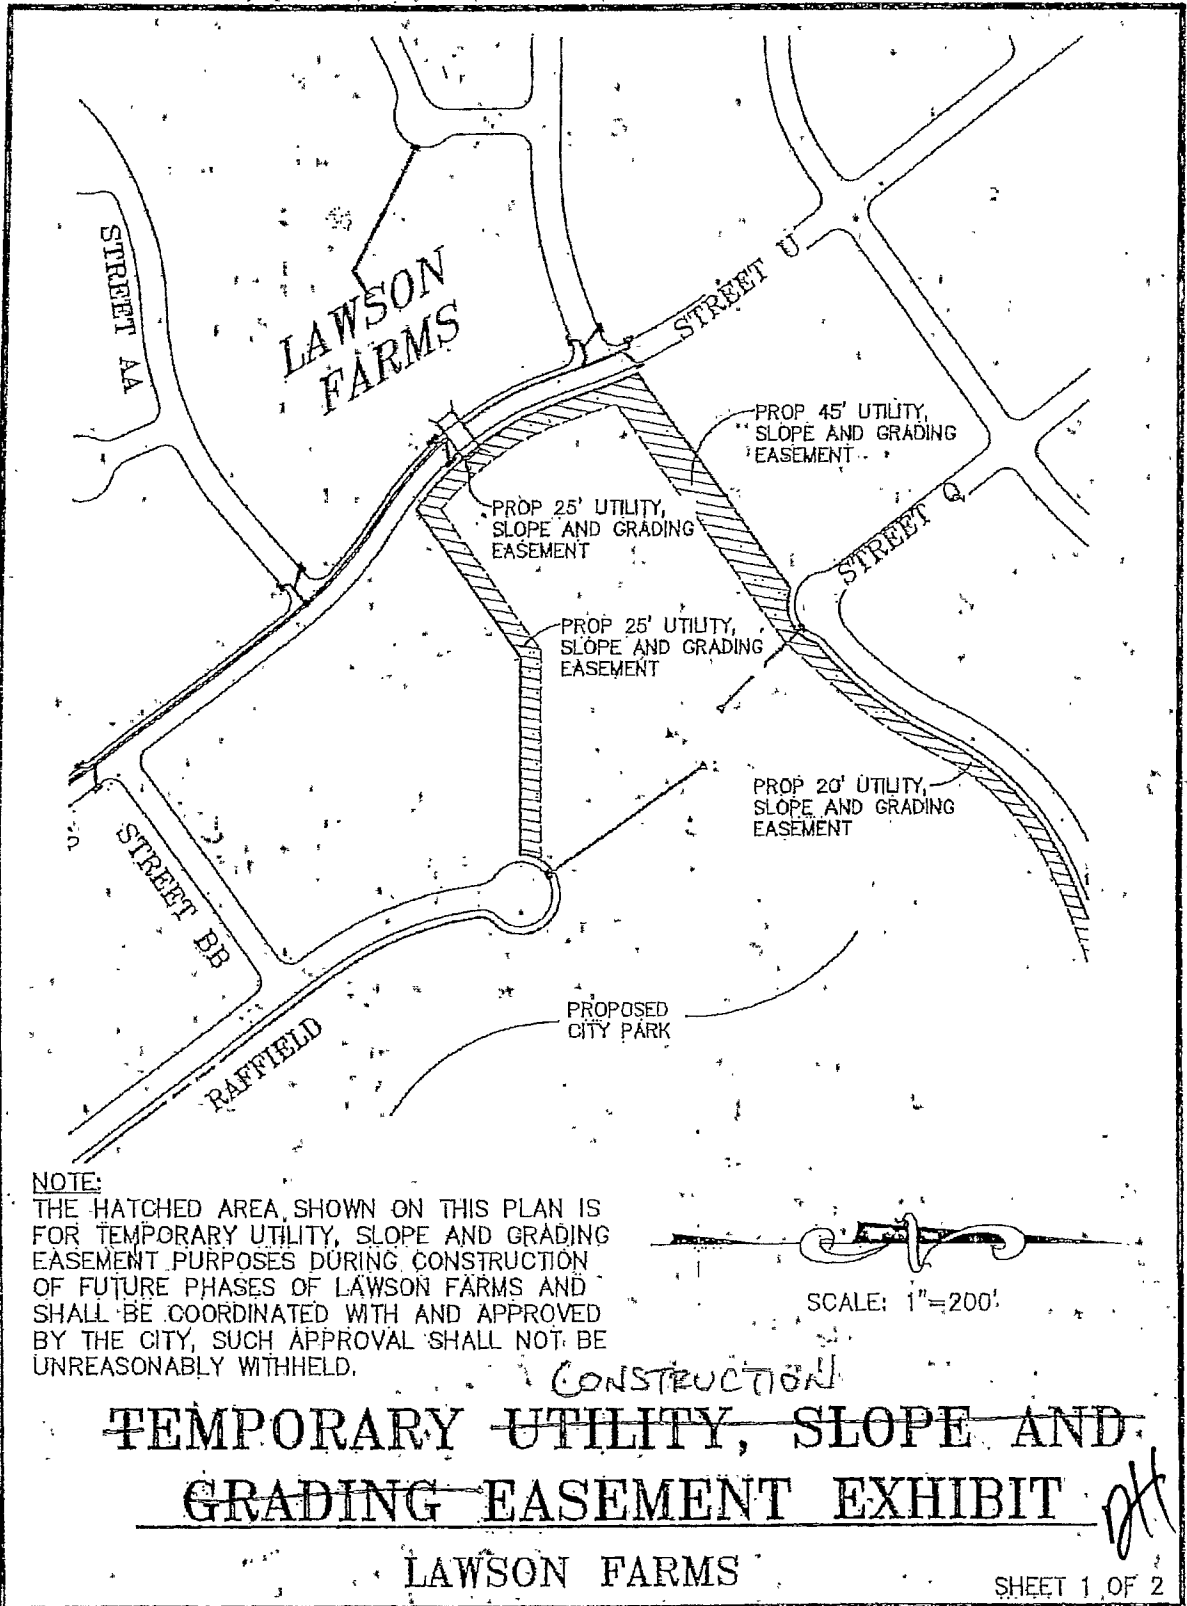 STREET AA
LAWSON
FARMS
STREET U
PROP 45' UTILITY,
SLOPE AND GRADING
EASEMENT
PROP 25' UTILITY,
SLOPE AND GRADING
EASEMENT
STREET Q
PROP 25' UTILITY,
SLOPE AND GRADING
EASEMENT
PROP 20' UTILITY,
SLOPE AND GRADING
EASEMENT
STREET BB
PROPOSED
CITY PARK
RAFFIELD
NOTE:
THE HATCHED AREA SHOWN ON THIS PLAN IS
FOR TEMPORARY UTILITY, SLOPE AND GRADING
EASEMENT PURPOSES DURING CONSTRUCTION
OF FUTURE PHASES OF LAWSON FARMS AND
SHALL BE COORDINATED WITH AND APPROVED
BY THE CITY, SUCH APPROVAL SHALL NOT BE
UNREASONABLY WITHHELD.
SCALE: 1"=200'
CONSTRUCTION
TEMPORARY UTILITY, SLOPE AND
GRADING EASEMENT EXHIBIT
LAWSON FARMS
SHEET 1 OF 2